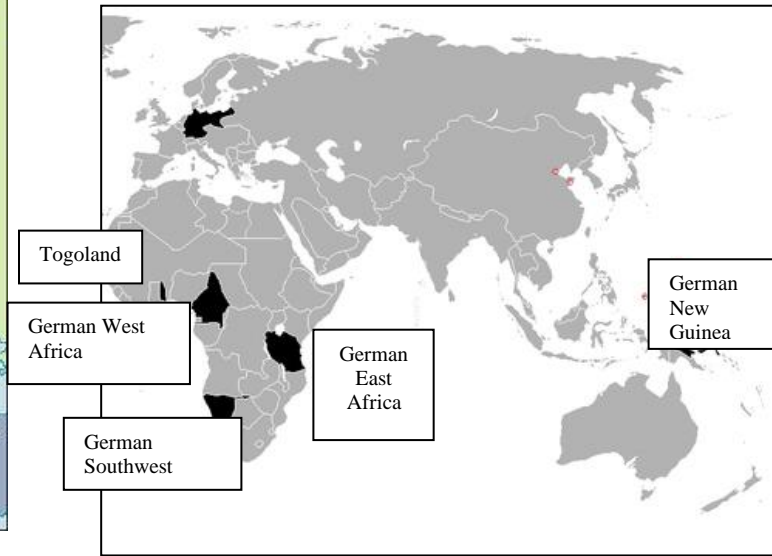 Togoland
German West
Africa
German
Southwest
German
East
Africa
German
New
Guinea